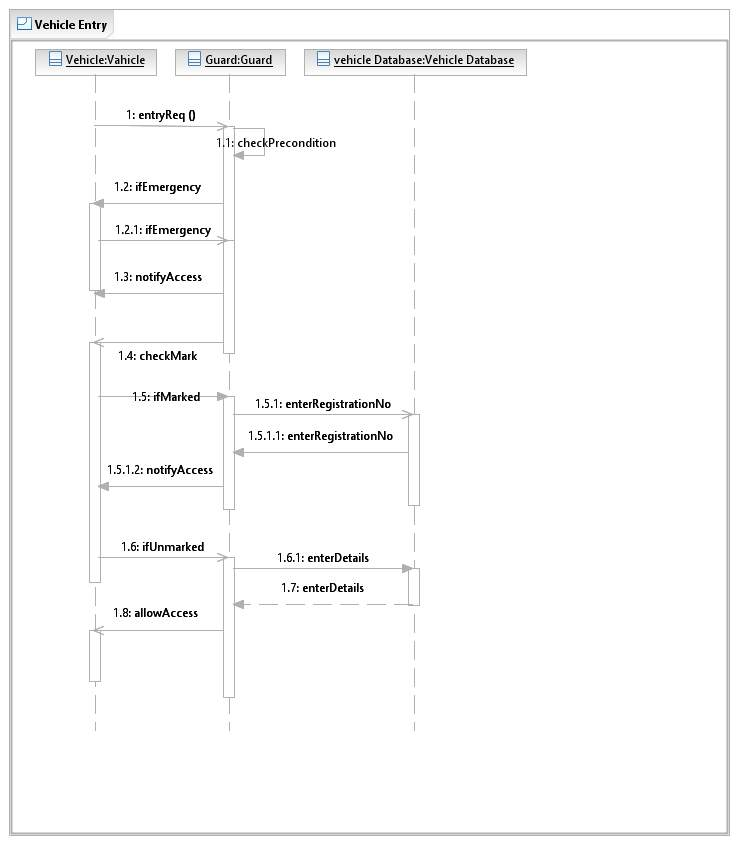 Vehicle Entry
Vehicle:Vahicle
Guard:Guard
vehicle Database:Vehicle Database
1: entryReq ()
1.1: checkPrecondition
1.2: ifEmergency
1.2.1: ifEmergency
1.3: notifyAccess
1.4: checkMark
1.5: ifMarked
1.5.1: enterRegistrationNo
1.5.1.1: enterRegistrationNo
1.5.1.2: notifyAccess
1.6: ifUnmarked
1.6.1: enterDetails
1.7: enterDetails
1.8: allowAccess